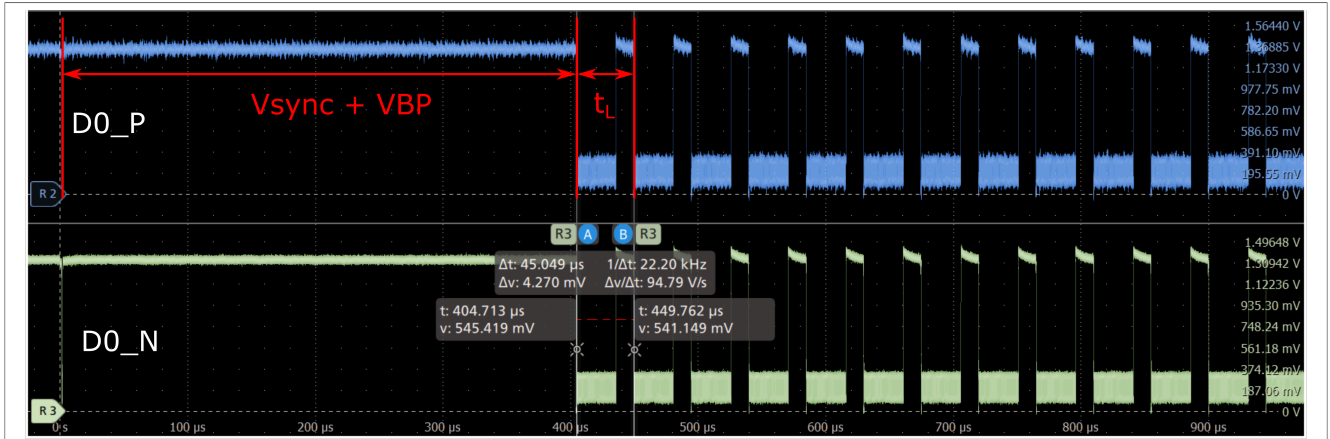 1.56440 V
1.36885 V
1.17330 V
977.75 mV
782.20 mV
586.65 mV
391.10 mV
195.55 mV
0 V
Vsync + VBP
tL
D0_P
R 2
R3 A B R3
1.49648 V
1.30942 V
1.12236 V
935.30 mV
748.24 mV
561.18 mV
374.12 mV
187.06 mV
0 V
Δt: 45.049 µs 1/Δt: 22.20 kHz
Δv: 4.270 mV Δv/Δt: 94.79 V/s
t: 404.713 µs
v: 545.419 mV
t: 449.762 µs
v: 541.149 mV
D0_N
R 3
0 s 100 µs 200 µs 300 µs 400 µs 500 µs 600 µs 700 µs 800 µs 900 µs